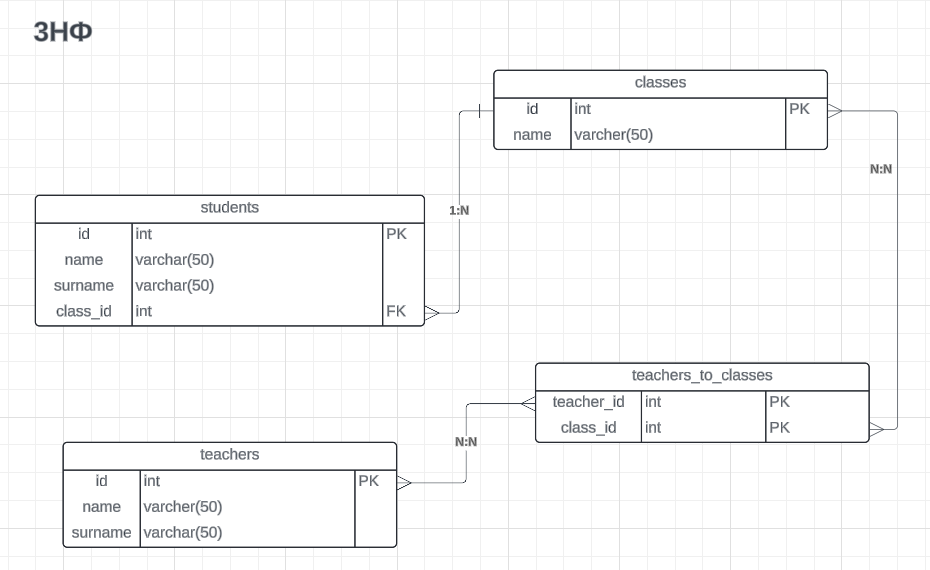 ЗНФ
classes
id int PK
name varcher(50)
N:N
students
1:N
id int PK
name varchar(50)
surname varchar(50)
class_id int FK
teachers_to_classes
teacher_id int PK
class_id int PK
N:N
teachers
id int PK
name varcher(50)
surname varchar(50)